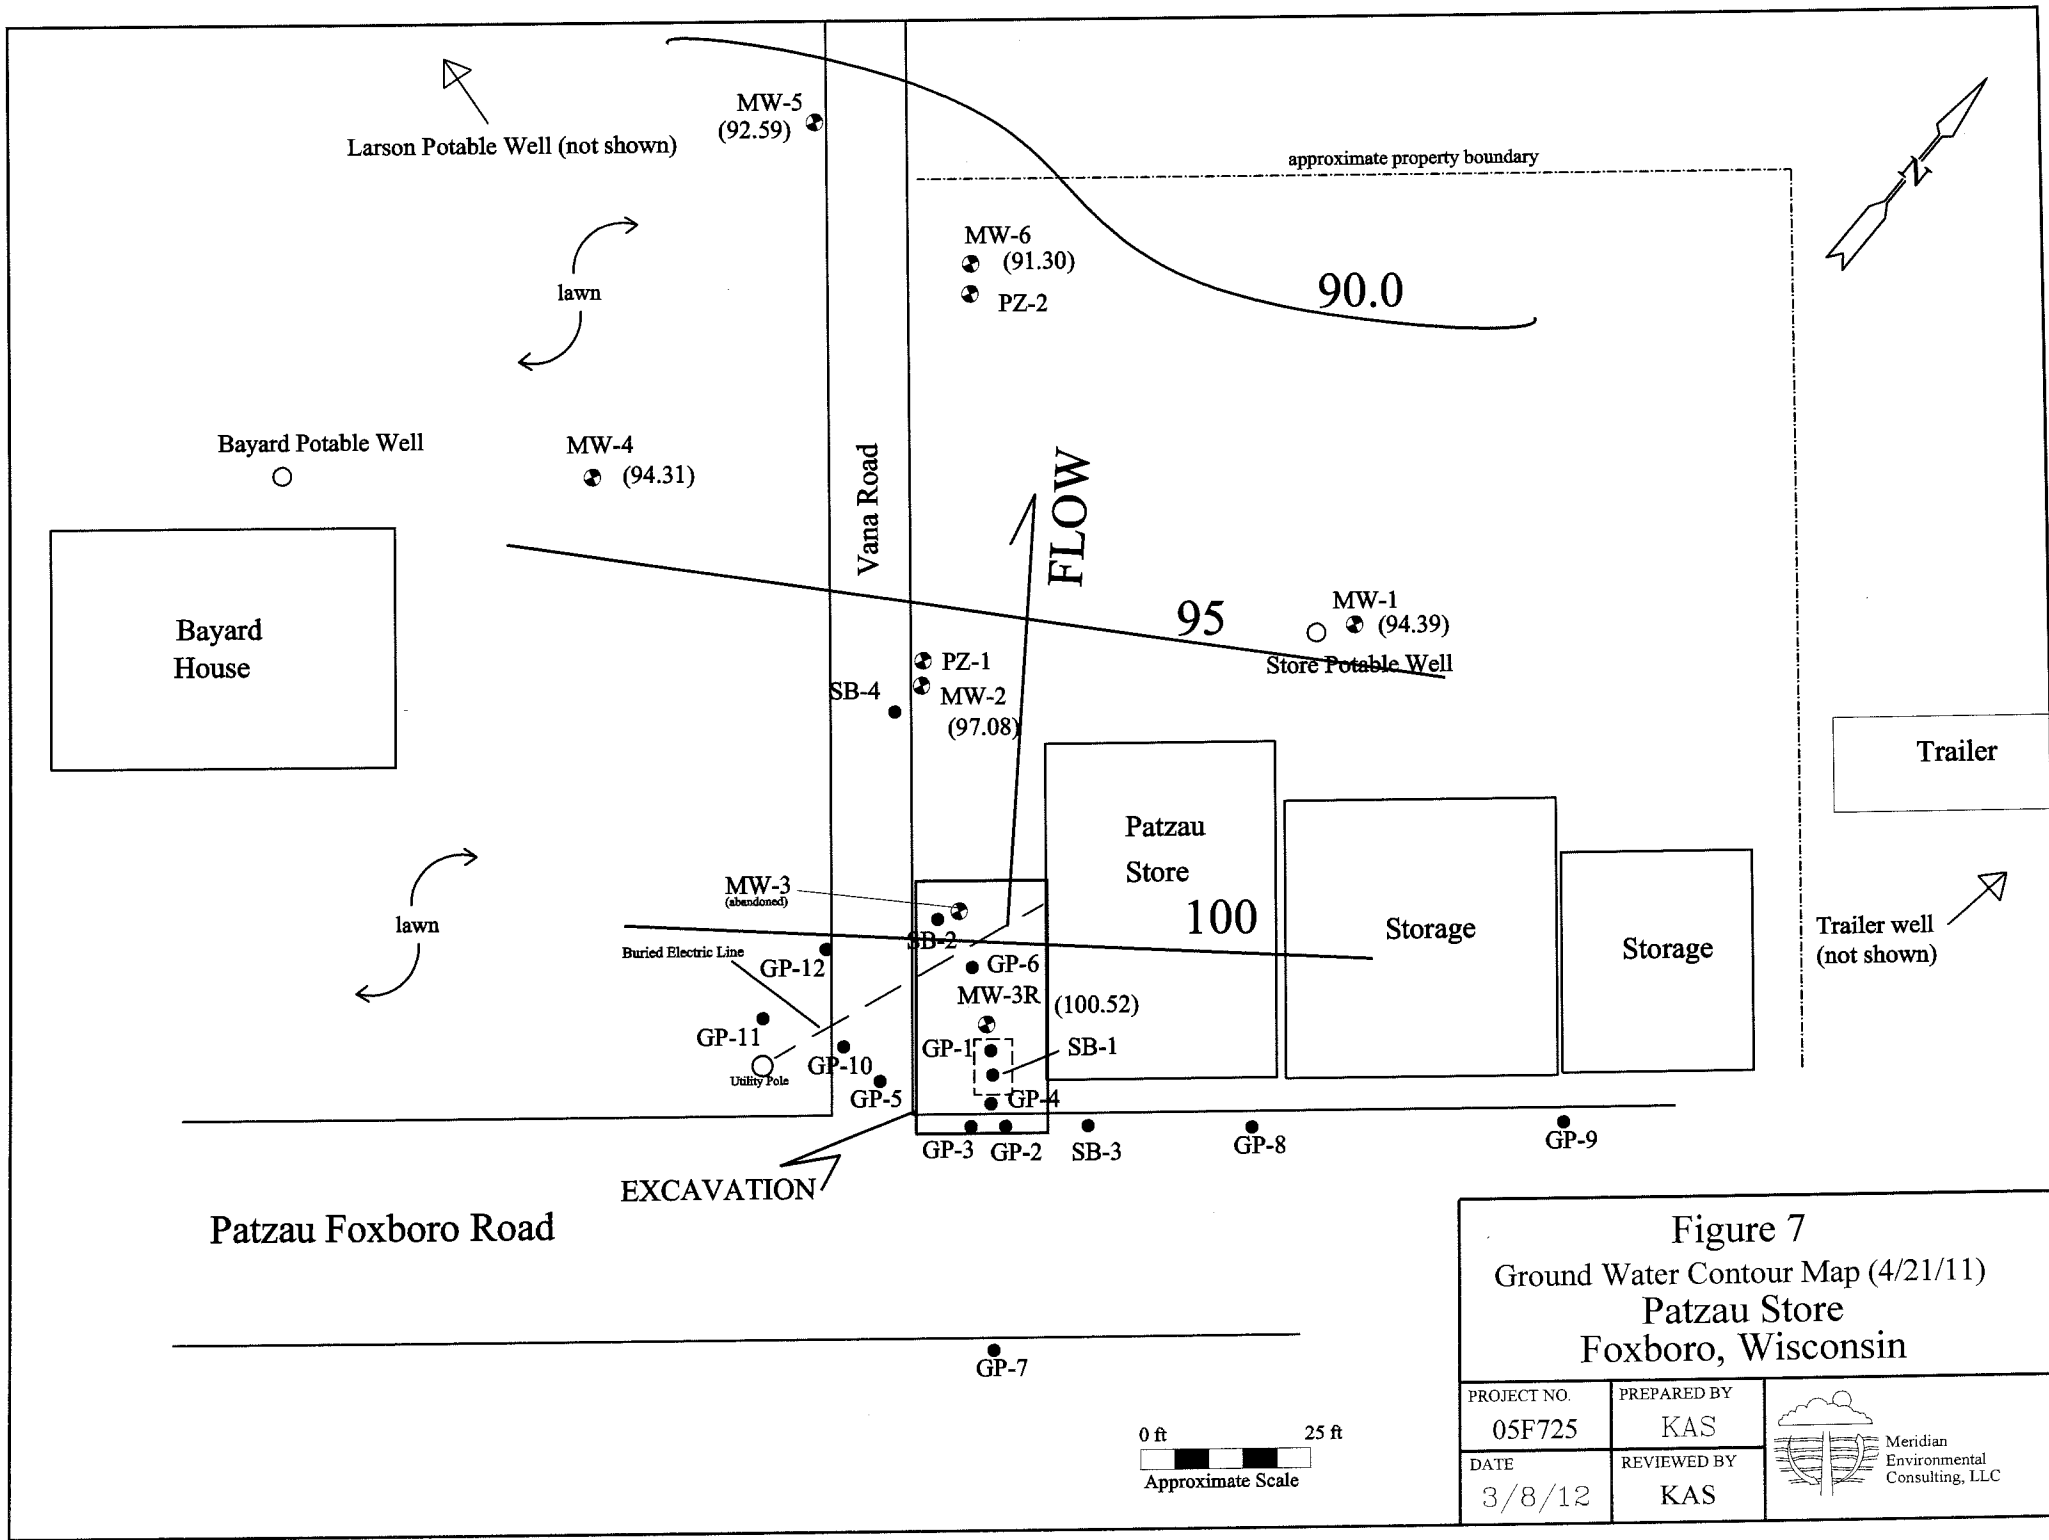 MW-5
(92.59)
Larson Potable Well (not shown)
approximate property boundary
N
MW-6
(91.30)
PZ-2
90.0
lawn
Bayard Potable Well
MW-4
(94.31)
Vana Road
FLOW
95
MW-1
(94.39)
Store Potable Well
Bayard
House
PZ-1
SB-4
MW-2
(97.08)
Trailer
Patzau
Store
100
Storage
Storage
Trailer well
(not shown)
MW-3
(abandoned)
lawn
SB-2
Buried Electric Line
GP-12
GP-6
MW-3R
(100.52)
GP-11
GP-1
SB-1
GP-10
Utility Pole
GP-5
GP-4
GP-3
GP-2
SB-3
GP-8
GP-9
EXCAVATION
Patzau Foxboro Road
GP-7
0 ft
25 ft
Approximate Scale
Figure 7
Ground Water Contour Map (4/21/11)
Patzau Store
Foxboro, Wisconsin
PROJECT NO.
05F725
PREPARED BY
KAS
DATE
3/8/12
REVIEWED BY
KAS
Meridian
Environmental
Consulting, LLC